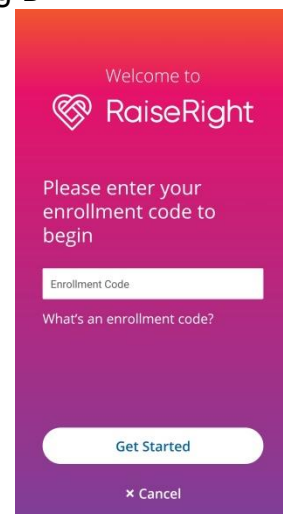 Welcome to
RaiseRight
Please enter your
enrollment code to
begin
Enrollment Code
What's an enrollment code?
Get Started
× Cancel